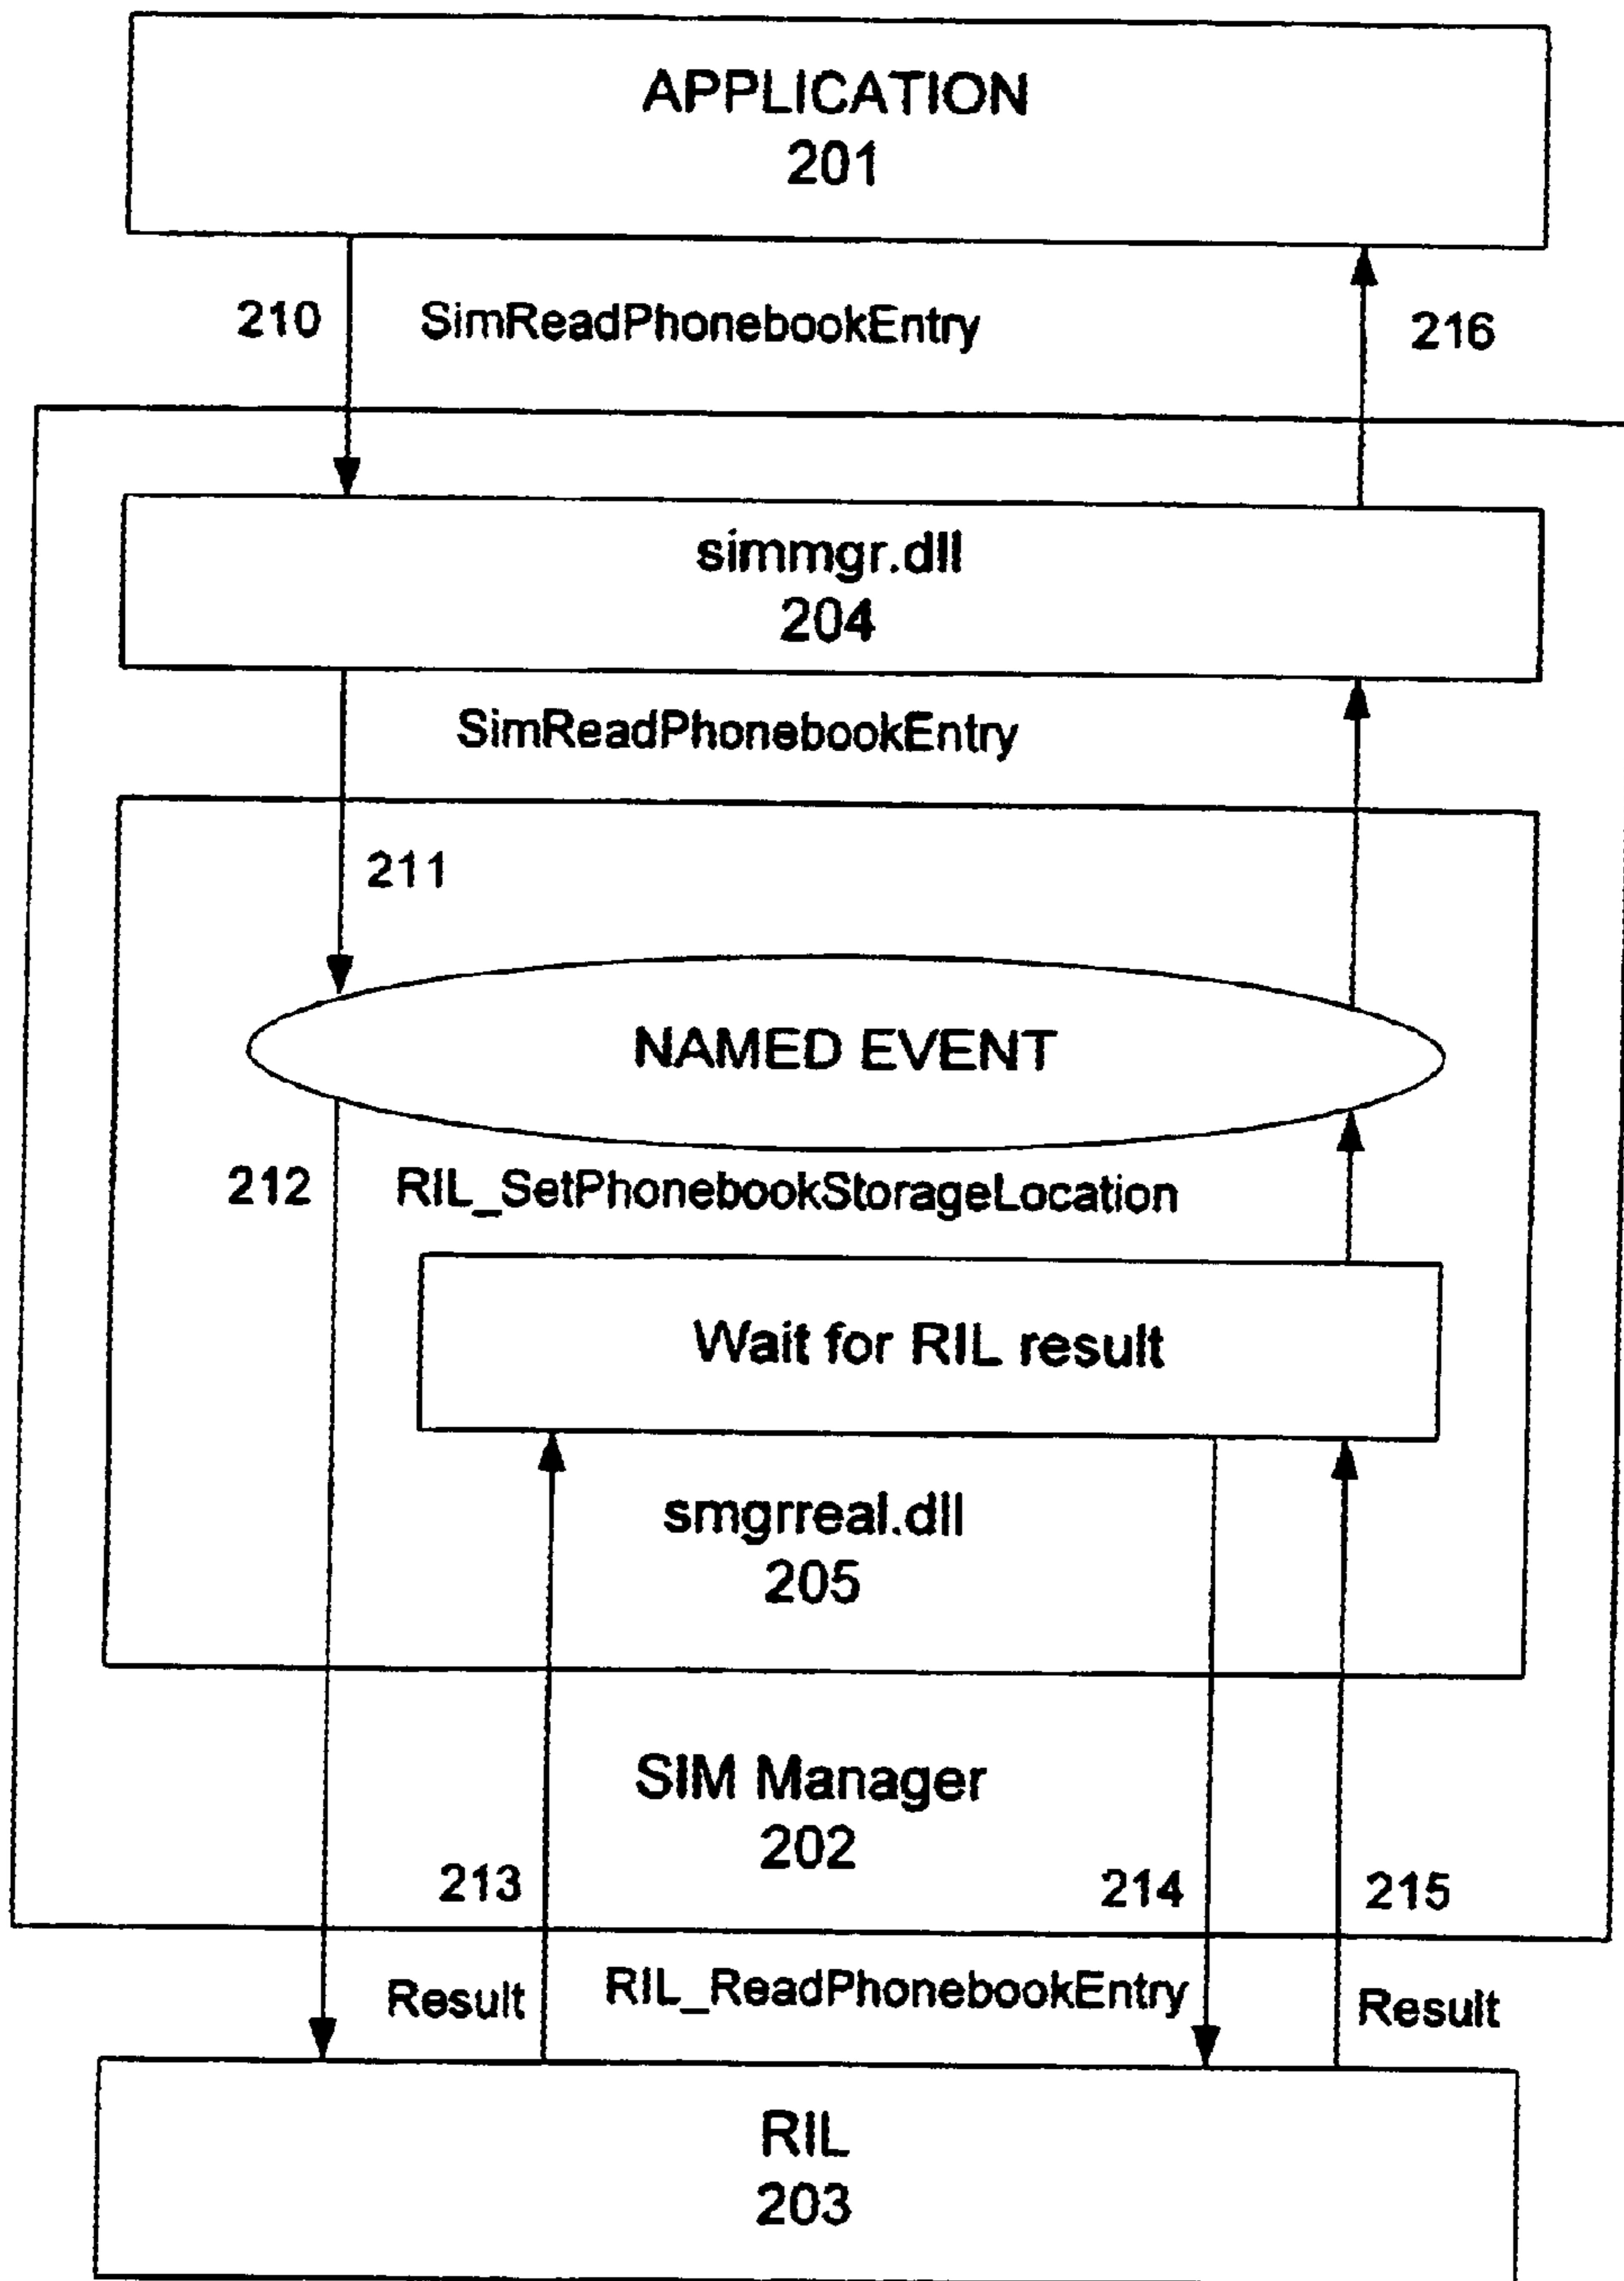 APPLICATION
201
210
SimReadPhonebookEntry
216
simmgr.dll
204
SimReadPhonebookEntry
211
NAMED EVENT
212
RIL_SetPhonebookStorageLocation
Wait for RIL result
smgrreal.dll
205
SIM Manager
202
213
214
215
Result
RIL_ReadPhonebookEntry
Result
RIL
203